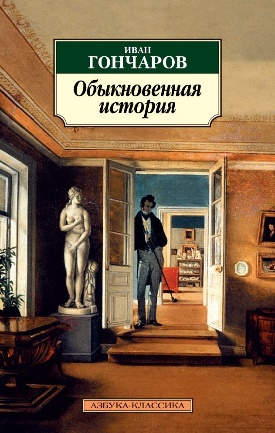 ИВАН
ГОНЧАРОВ
Обыкновенная
история
АЗБУКА-КЛАССИКА